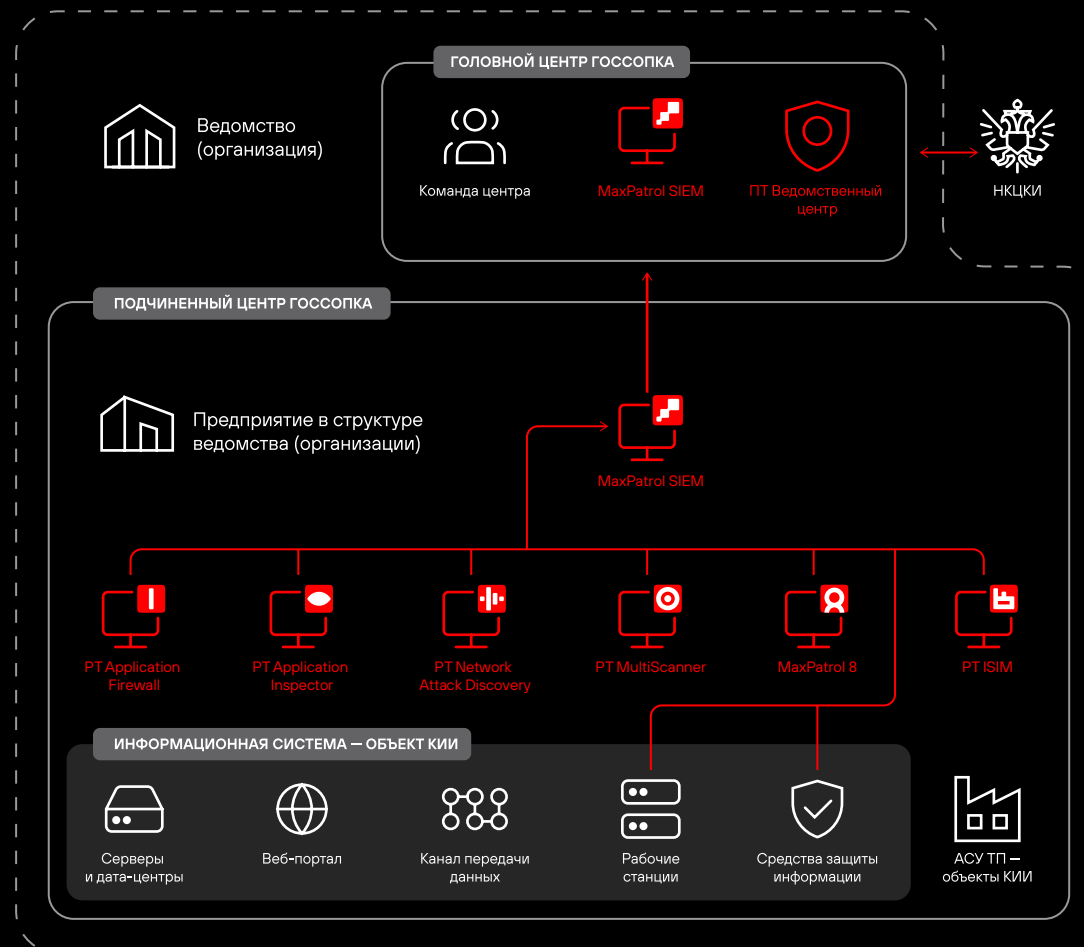 ГОЛОВНОЙ ЦЕНТР ГОССОПКА
Ведомство
(организация)
Команда центра
MaxPatrol SIEM
ПТ Ведомственный
центр
НКЦКИ
ПОДЧИНЕННЫЙ ЦЕНТР ГОССОПКА
Предприятие в структуре
ведомства (организации)
MaxPatrol SIEM
PT Application
Firewall
PT Application
Inspector
PT Network
Attack Discovery
PT MultiScanner
MaxPatrol 8
PT ISIM
ИНФОРМАЦИОННАЯ СИСТЕМА — ОБЪЕКТ КИИ
Серверы
и дата-центры
Веб-портал
Канал передачи
данных
Рабочие
станции
Средства защиты
информации
АСУ ТП —
объекты КИИ